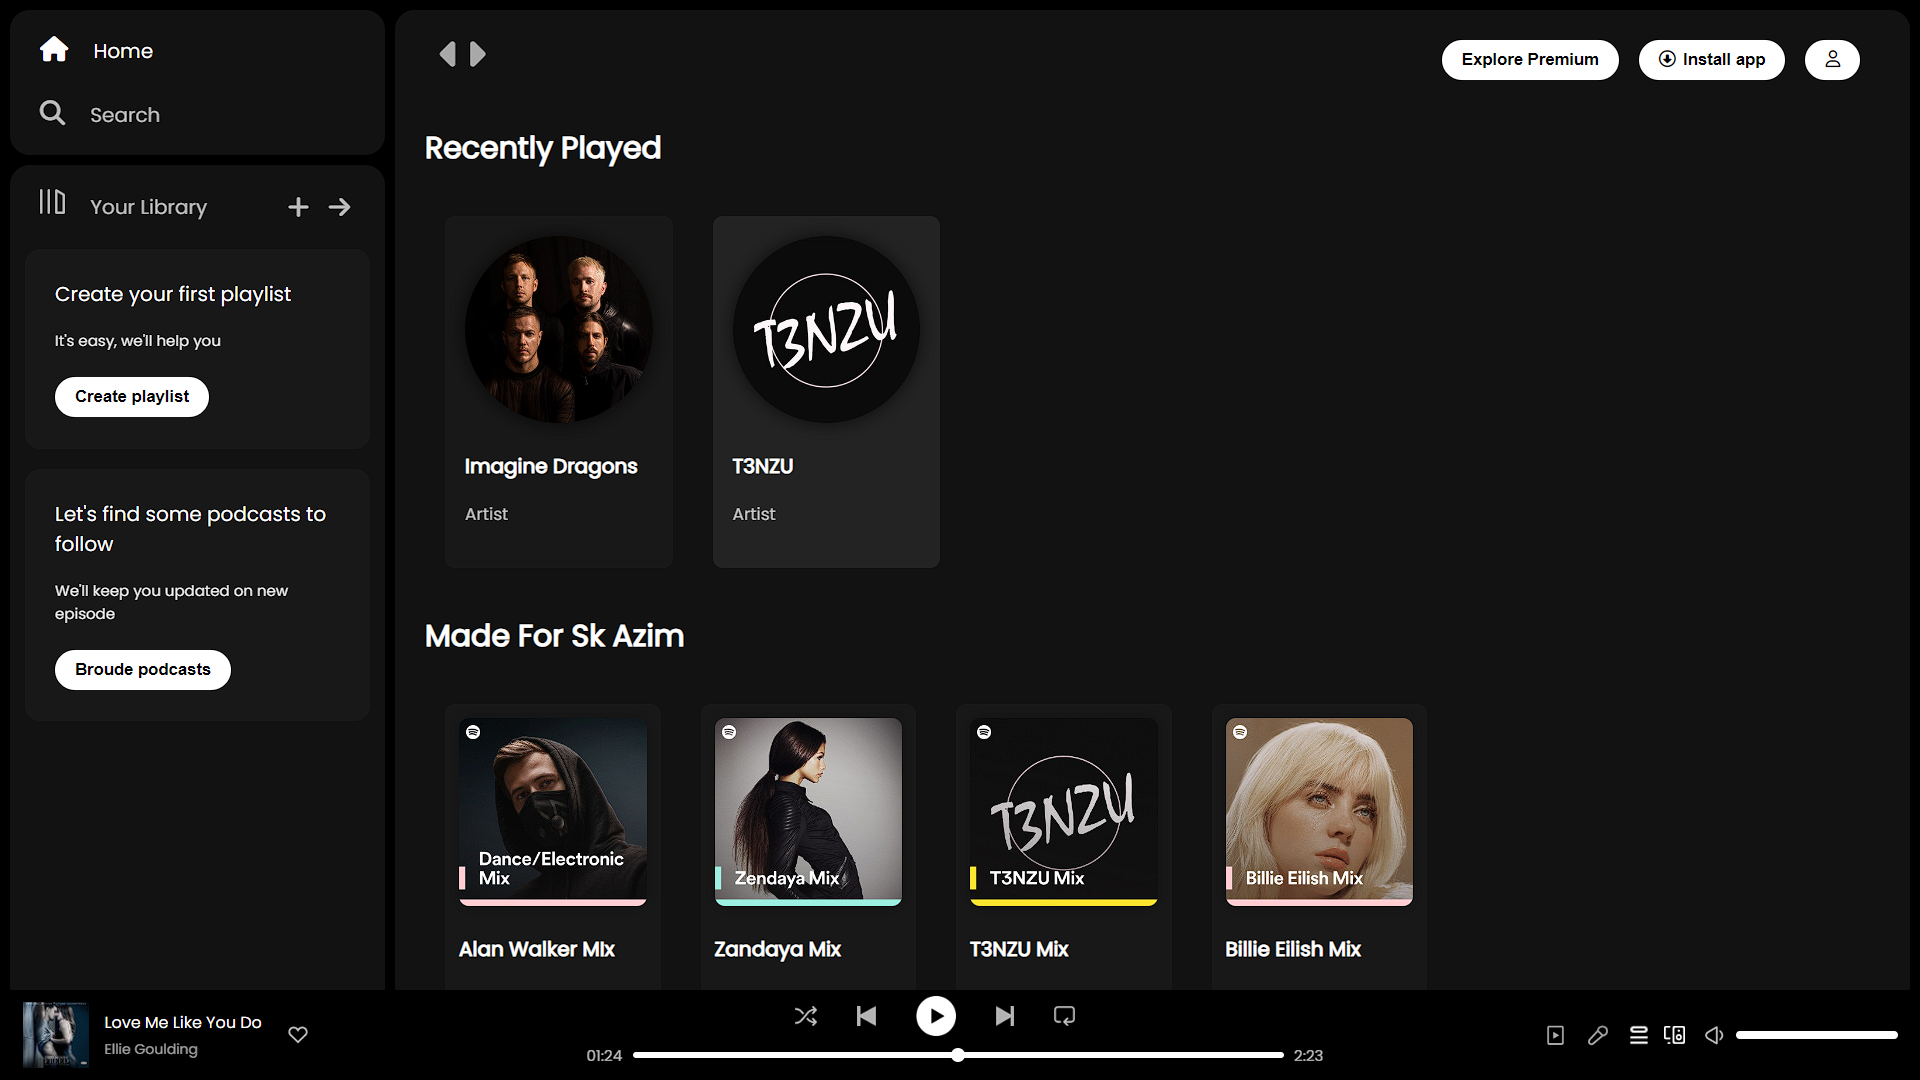 Home
Search
Your Library
Create your first playlist
It's easy, we'll help you
Create playlist
Let's find some podcasts to
follow
We'll keep you updated on new
episode
Broude podcasts
Explore Premium
Install app
Recently Played
T3NZU
Imagine Dragons
Artist
T3NZU
Artist
Made For Sk Azim
Dance/Electronic
Mix
Alan Walker MIx
Zendaya Mix
Zandaya Mix
T3NZU
T3NZU Mix
T3NZU Mix
Billie Eilish Mix
Billie Eilish Mix
Love Me Like You Do
Ellie Goulding
01:24
2:23